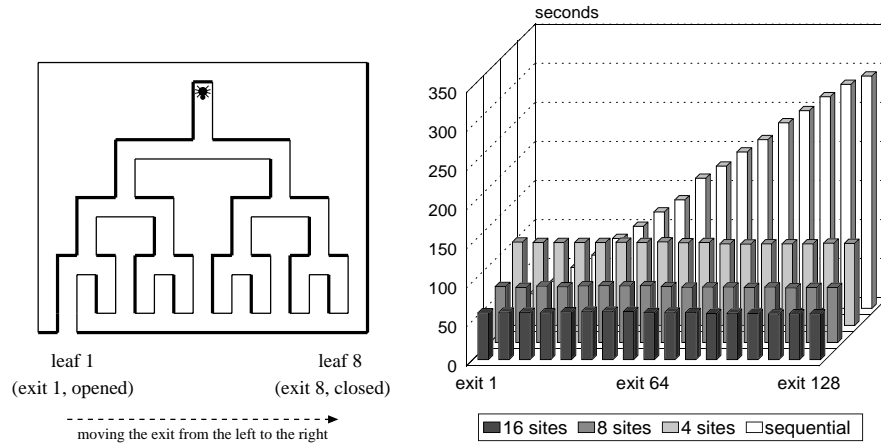 leaf 1
(exit 1, opened)
leaf 8
(exit 8, closed)
moving the exit from the left to the right
seconds
350
300
250
200
150
100
50
0
exit 1
exit 64
exit 128
16 sites
8 sites
4 sites
sequential